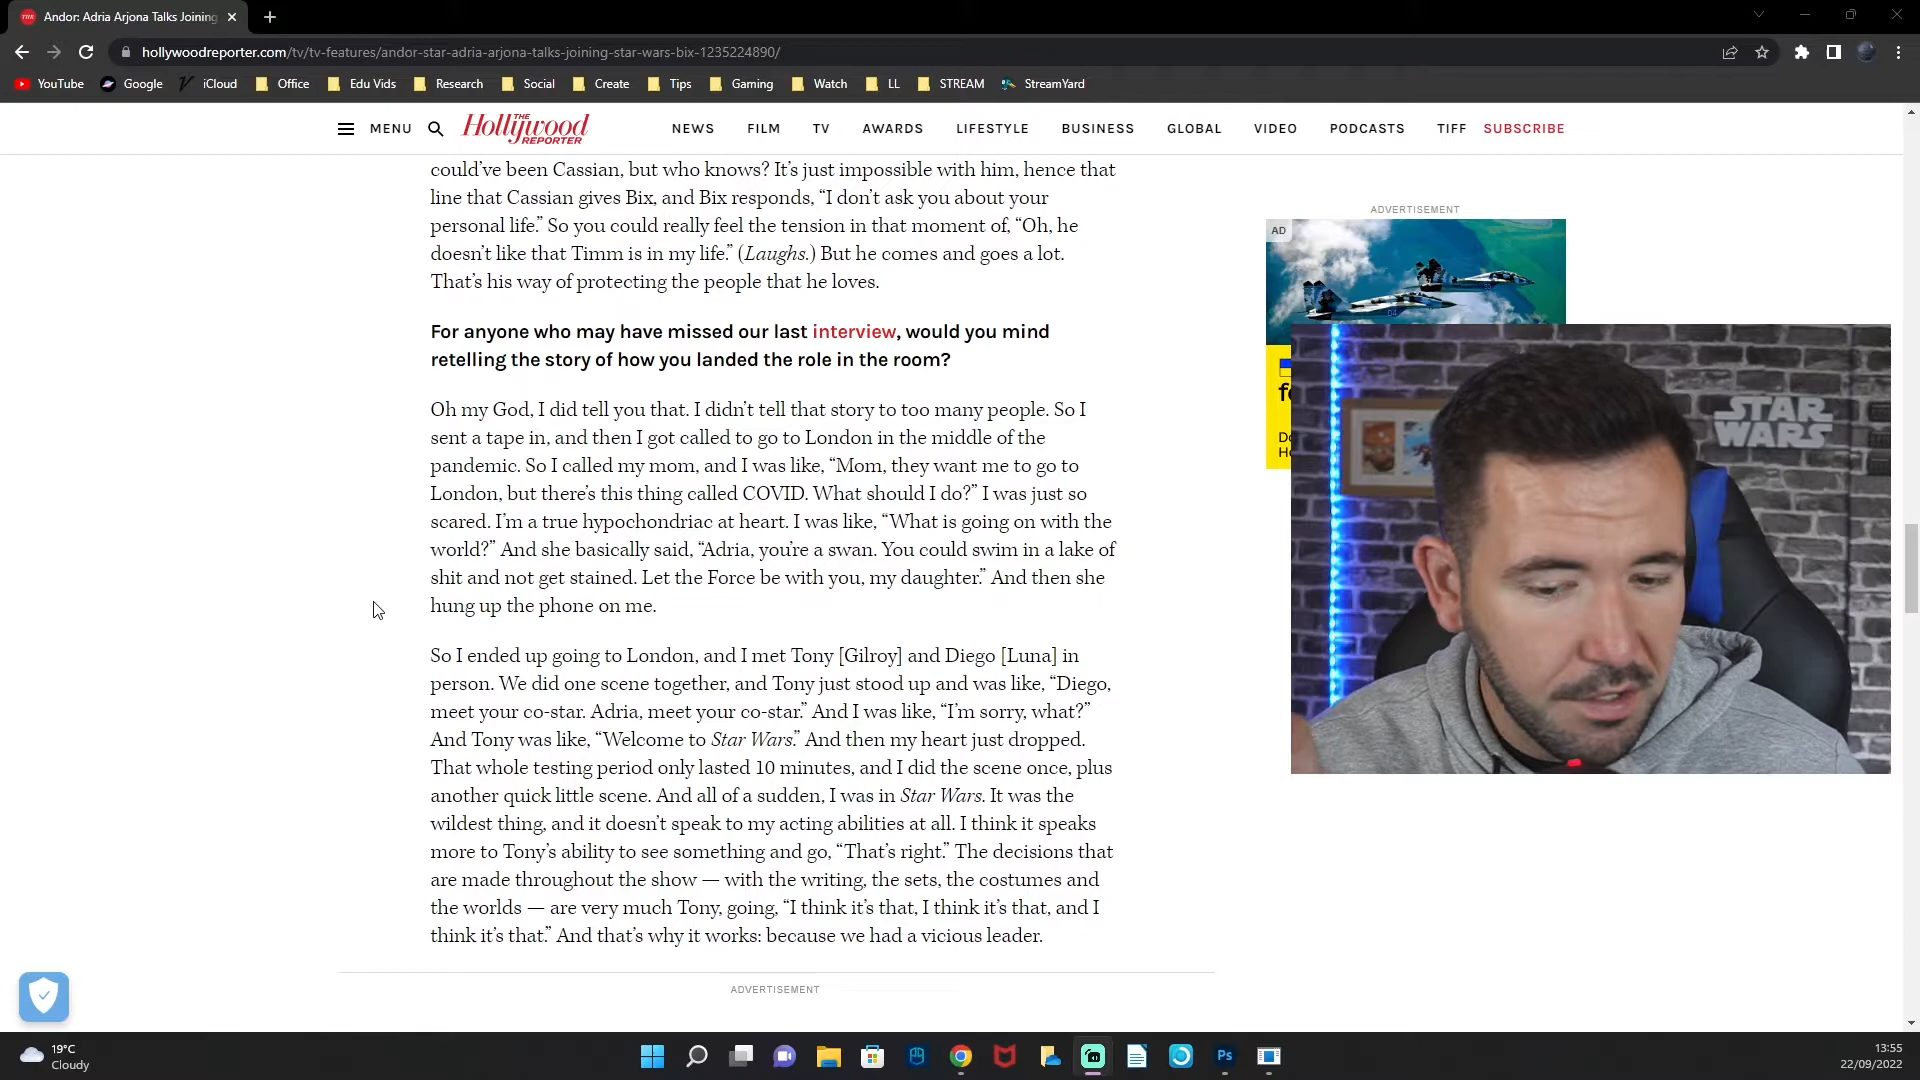 Andor: Adria Arjona Talks Joining
hollywoodreporter.com/tv/tv-features/andor-star-adria-arjona-talks-joining-star-wars-bix-1235224890/
YouTube Google iCloud Office Edu Vids Research Social Create Tips Gaming Watch LL STREAM StreamYard
MENU THE Hollywood REPORTER NEWS FILM TV AWARDS LIFESTYLE BUSINESS GLOBAL VIDEO PODCASTS TIFF SUBSCRIBE
could’ve been Cassian, but who knows? It’s just impossible with him, hence that
line that Cassian gives Bix, and Bix responds, “I don’t ask you about your
personal life.” So you could really feel the tension in that moment of, “Oh, he
doesn’t like that Timm is in my life.” (Laughs.) But he comes and goes a lot.
That’s his way of protecting the people that he loves.
For anyone who may have missed our last interview, would you mind
retelling the story of how you landed the role in the room?
Oh my God, I did tell you that. I didn’t tell that story to too many people. So I
sent a tape in, and then I got called to go to London in the middle of the
pandemic. So I called my mom, and I was like, “Mom, they want me to go to
London, but there’s this thing called COVID. What should I do?” I was just so
scared. I’m a true hypochondriac at heart. I was like, “What is going on with the
world?” And she basically said, “Adria, you’re a swan. You could swim in a lake of
shit and not get stained. Let the Force be with you, my daughter.” And then she
hung up the phone on me.
So I ended up going to London, and I met Tony [Gilroy] and Diego [Luna] in
person. We did one scene together, and Tony just stood up and was like, “Diego,
meet your co-star. Adria, meet your co-star.” And I was like, “I’m sorry, what?”
And Tony was like, “Welcome to Star Wars.” And then my heart just dropped.
That whole testing period only lasted 10 minutes, and I did the scene once, plus
another quick little scene. And all of a sudden, I was in Star Wars. It was the
wildest thing, and it doesn’t speak to my acting abilities at all. I think it speaks
more to Tony’s ability to see something and go, “That’s right.” The decisions that
are made throughout the show — with the writing, the sets, the costumes and
the worlds — are very much Tony, going, “I think it’s that, I think it’s that, and I
think it’s that.” And that’s why it works: because we had a vicious leader.
ADVERTISEMENT
ADVERTISEMENT
AD
STAR
WARS
19°C
Cloudy
Ps
13:55
22/09/2022